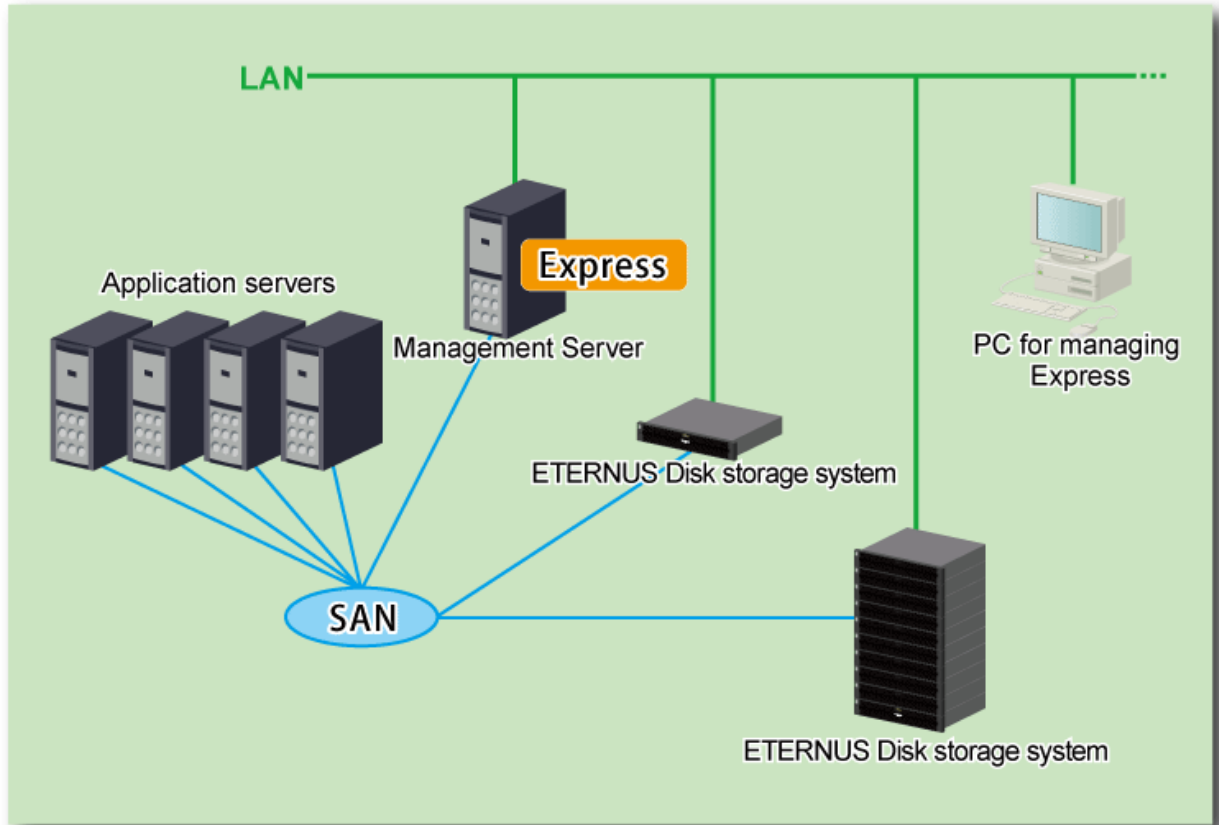 LAN
Express
Application servers
Management Server
PC for managing
Express
ETERNUS Disk storage system
SAN
ETERNUS Disk storage system